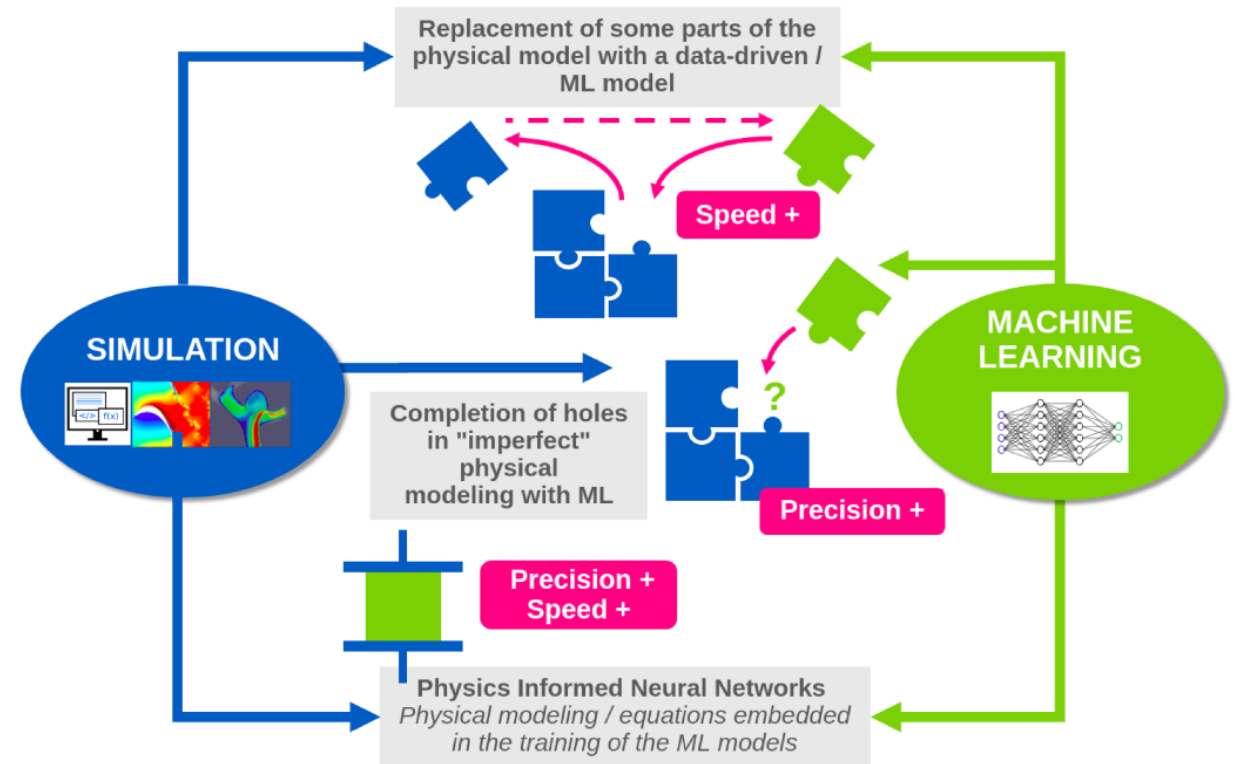 Replacement of some parts of the
physical model with a data-driven /
ML model
Speed +
SIMULATION
</>
f(x)
MACHINE
LEARNING
?
Completion of holes
in "imperfect"
physical
modeling with ML
Precision +
Precision +
Speed +
Physics Informed Neural Networks
Physical modeling / equations embedded
in the training of the ML models